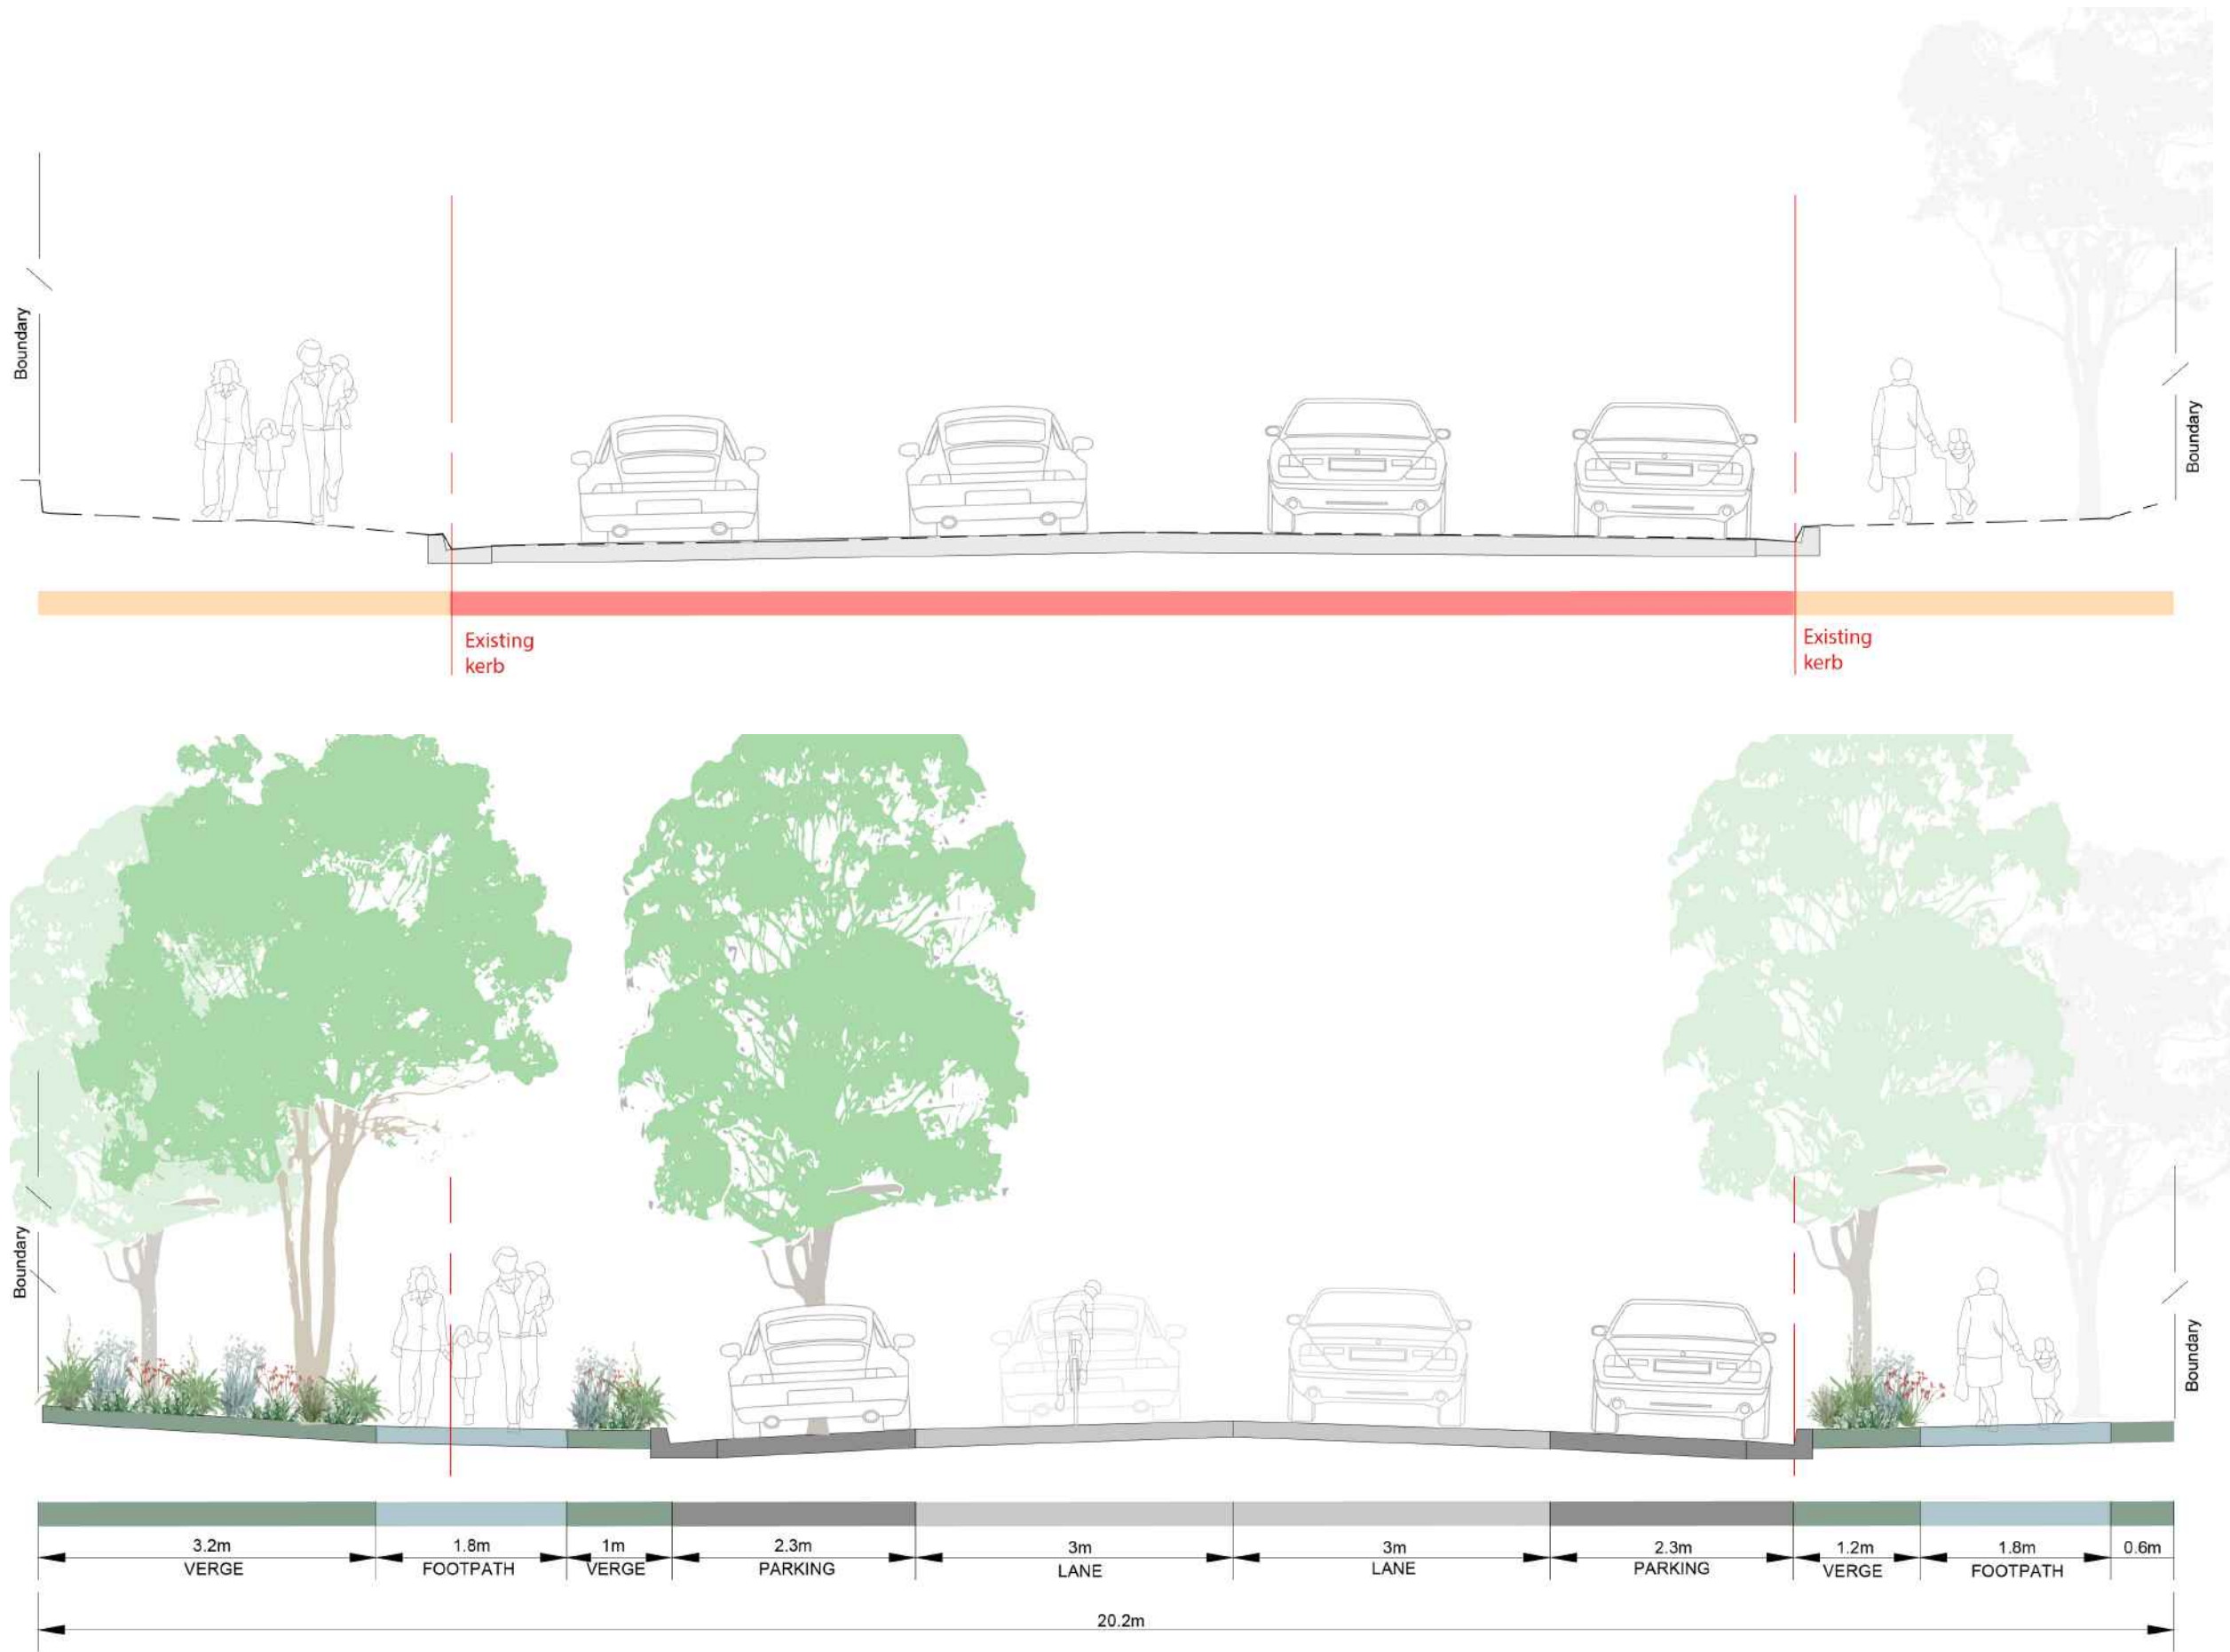 Boundary
Boundary
Existing
kerb
Existing
kerb
Boundary
Boundary
3.2m
VERGE
1.8m
FOOTPATH
1m
VERGE
2.3m
PARKING
3m
LANE
3m
LANE
2.3m
PARKING
1.2m
VERGE
1.8m
FOOTPATH
0.6m
20.2m